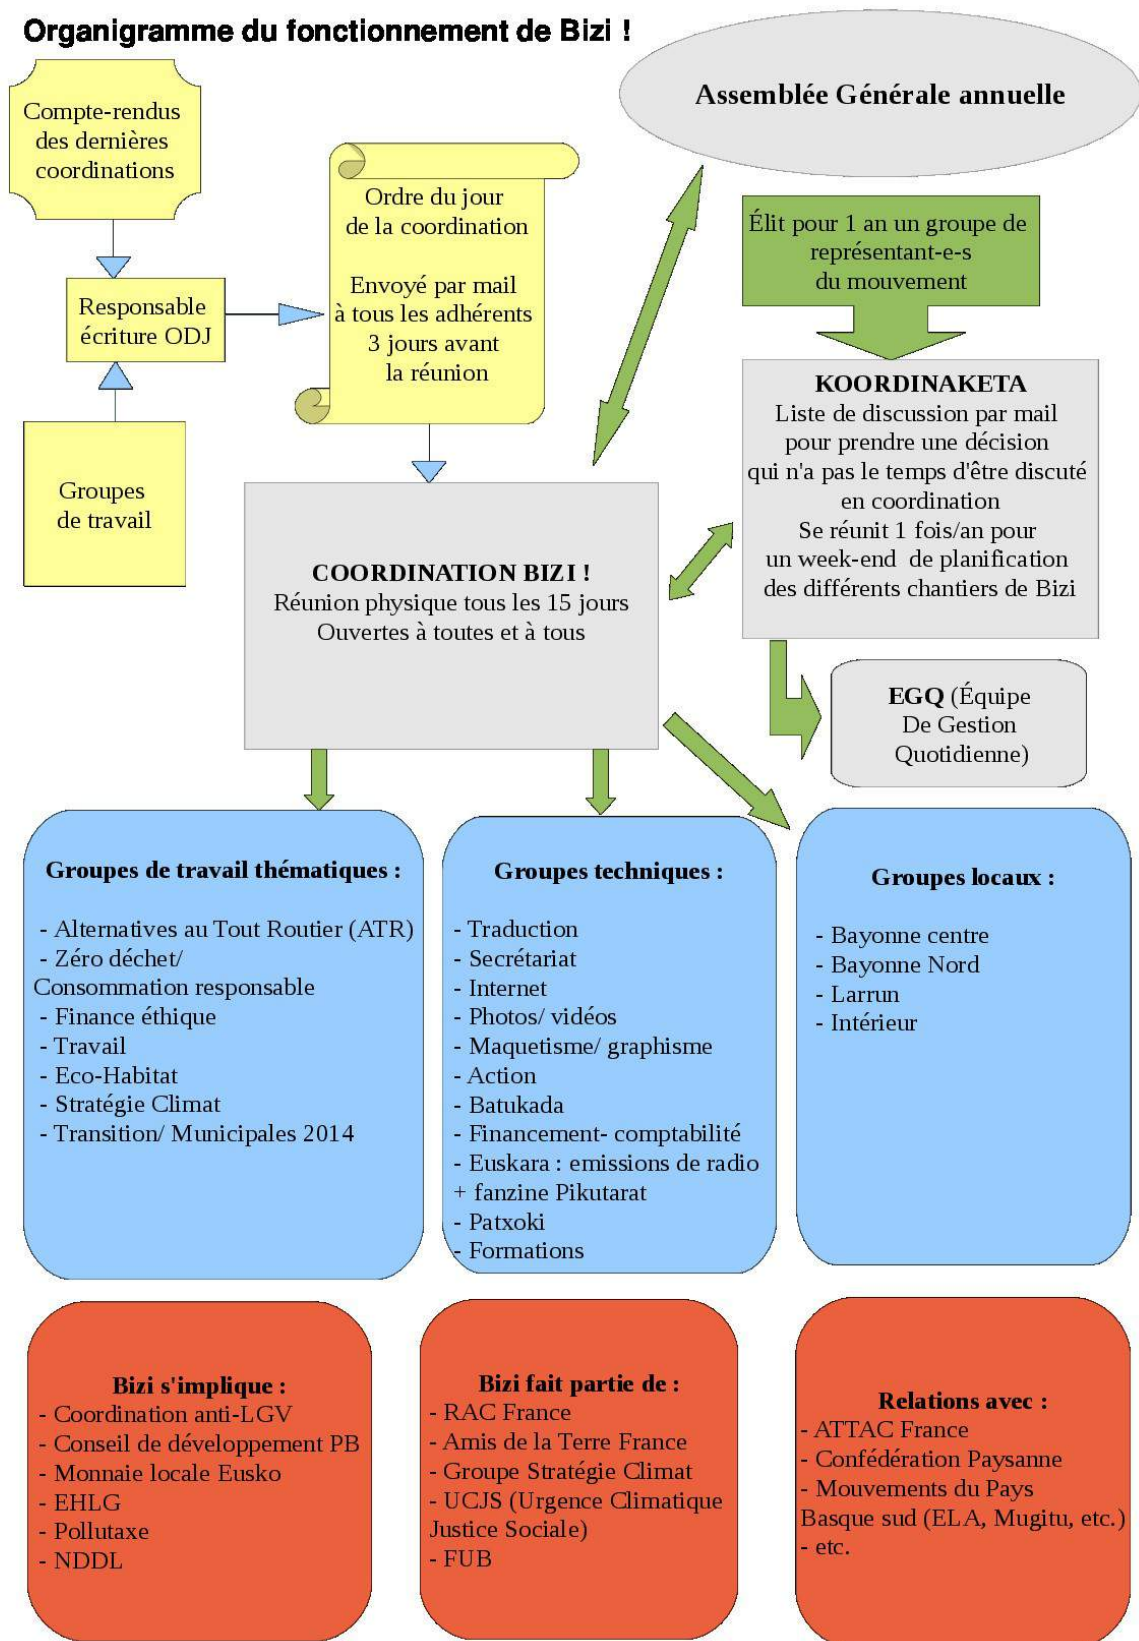 Organigramme du fonctionnement de Bizi !
Assemblée Générale annuelle
Compte-rendus
des dernières
coordinations
Ordre du jour
de la coordination
Envoyé par mail
à tous les adhérents
3 jours avant
la réunion
Élit pour 1 an un groupe de
représentant-e-s
du mouvement
Responsable
écriture ODJ
Groupes
de travail
KOORDINAKETA
Liste de discussion par mail
pour prendre une décision
qui n'a pas le temps d'être discuté
en coordination
Se réunit 1 fois/an pour
un week-end de planification
des différents chantiers de Bizi
COORDINATION BIZI !
Réunion physique tous les 15 jours
Ouvertes à toutes et à tous
EGQ (Équipe
De Gestion
Quotidienne)
Groupes de travail thématiques :
- Alternatives au Tout Routier (ATR)
- Zéro déchet/
Consommation responsable
- Finance éthique
- Travail
- Eco-Habitat
- Stratégie Climat
- Transition/ Municipales 2014
Groupes techniques :
- Traduction
- Secrétariat
- Internet
- Photos/ vidéos
- Maquetisme/ graphisme
- Action
- Batukada
- Financement- comptabilité
- Euskara : emissions de radio
+ fanzine Pikutarat
- Patxoki
- Formations
Groupes locaux :
- Bayonne centre
- Bayonne Nord
- Larrun
- Intérieur
Bizi s'implique :
- Coordination anti-LGV
- Conseil de développement PB
- Monnaie locale Eusko
- EHLG
- Pollutaxe
- NDDL
Bizi fait partie de :
- RAC France
- Amis de la Terre France
- Groupe Stratégie Climat
- UCJS (Urgence Climatique
Justice Sociale)
- FUB
Relations avec :
- ATTAC France
- Confédération Paysanne
- Mouvements du Pays
Basque sud (ELA, Mugitu, etc.)
- etc.